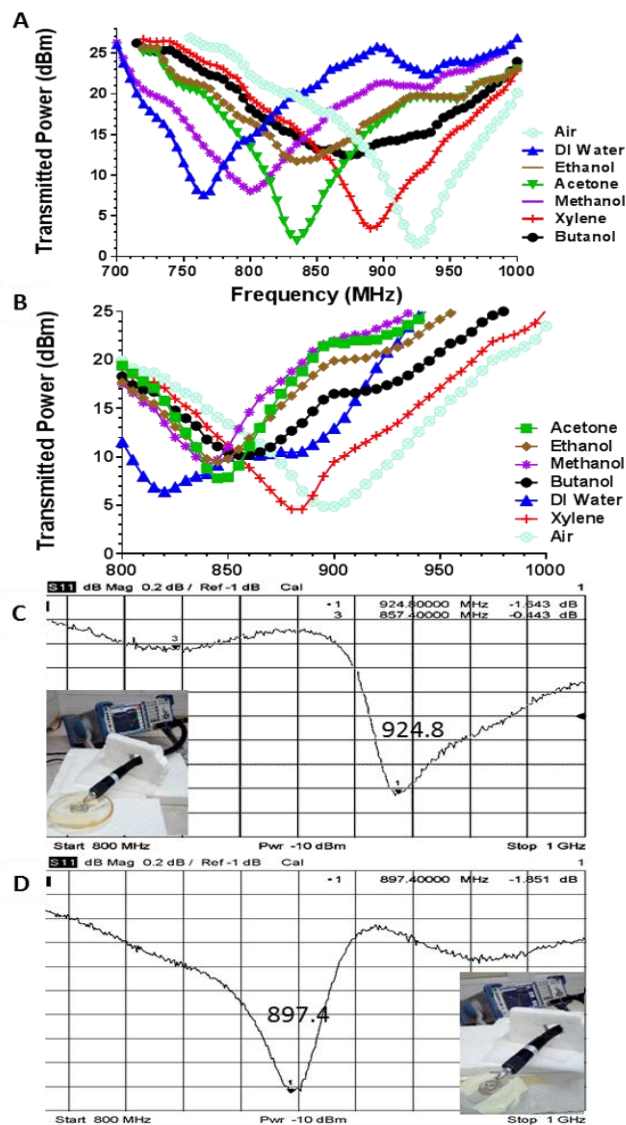 A
Transmitted Power (dBm)
25
20
15
10
5
0
700 750 800 850 900 950 1000
Frequency (MHz)
Air
DI Water
Ethanol
Acetone
Methanol
Xylene
Butanol
B
Transmitted Power (dBm)
25
20
15
10
5
0
800 850 900 950 1000
Acetone
Ethanol
Methanol
Butanol
DI Water
Xylene
Air
S11 dB Mag 0.2 dB / Ref -1 dB Cal 1
C
•1 924.80000 MHz -1.643 dB
3 857.40000 MHz -0.443 dB
3
924.8
1
Start 800 MHz Pwr -10 dBm Stop 1 GHz
S11 dB Mag 0.2 dB / Ref -1 dB Cal 1
D
•1 897.40000 MHz -1.851 dB
897.4
1
Start 800 MHz Pwr -10 dBm Stop 1 GHz